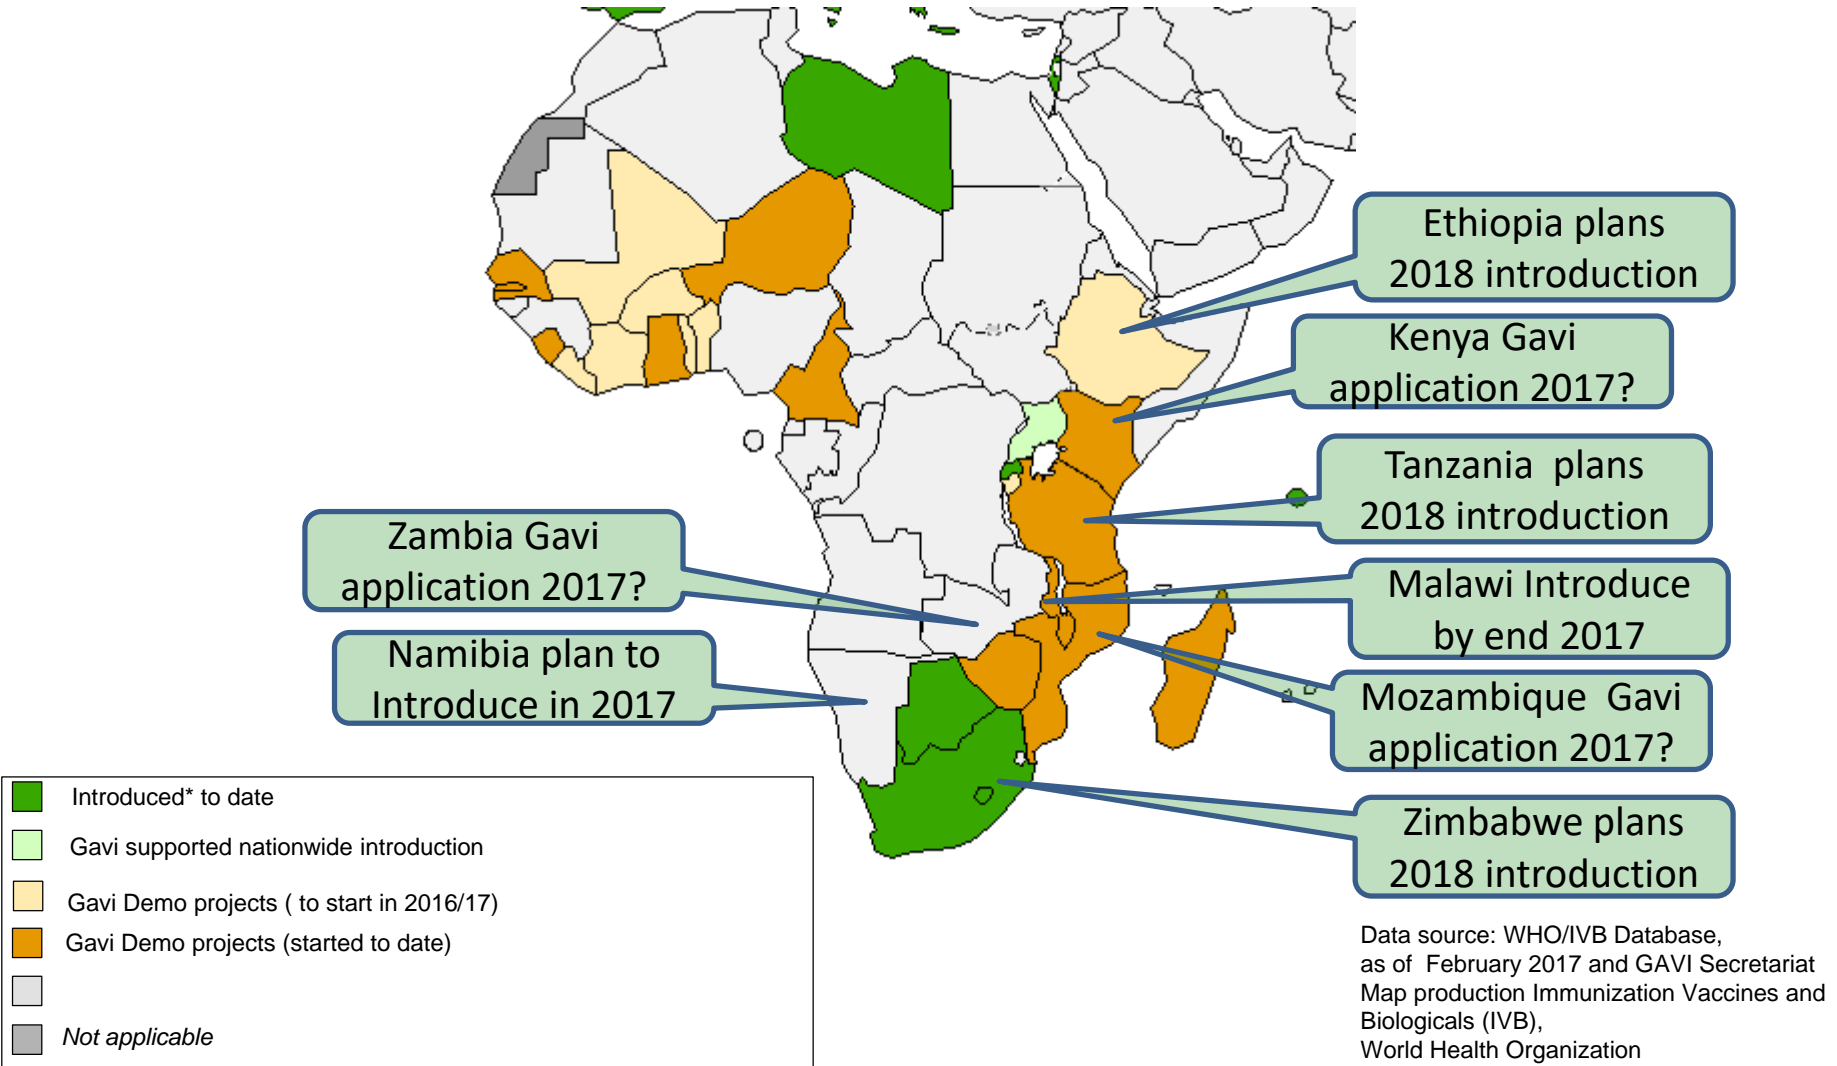 Ethiopia plans
2018 introduction
Kenya Gavi
application 2017?
Tanzania  plans
2018 introduction
Zambia Gavi
application 2017?
Malawi Introduce
by end 2017
Namibia plan to
Introduce in 2017
Mozambique  Gavi
application 2017?
Zimbabwe plans
2018 introduction
Introduced* to date
Gavi supported nationwide introduction
Gavi Demo projects ( to start in 2016/17)
Gavi Demo projects (started to date)
Not applicable
Data source: WHO/IVB Database,
as of  February 2017 and GAVI Secretariat
Map production Immunization Vaccines and
Biologicals (IVB),
World Health Organization